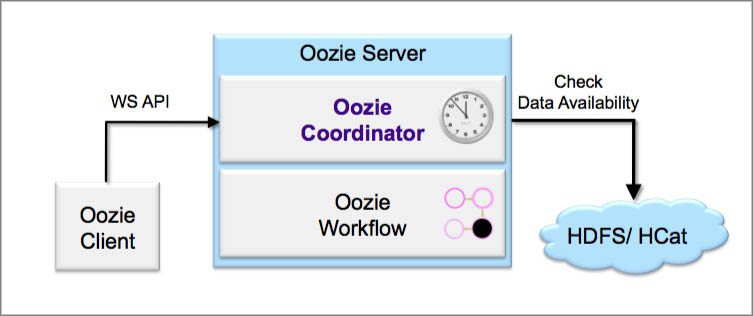 Oozie Server
Check
WS API
Data Availability
Oozie
Coordinator
Oozie
Client
Oozie
Workflow
HDFS/ HCat